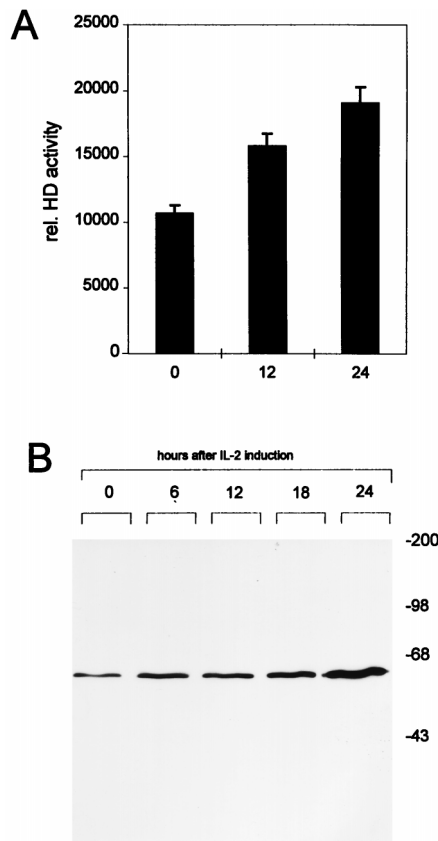 A
25000
20000
15000
10000
5000
0
rel. HD activity
0 12 24
B
hours after IL-2 induction
0 6 12 18 24
-200
-98
-68
-43